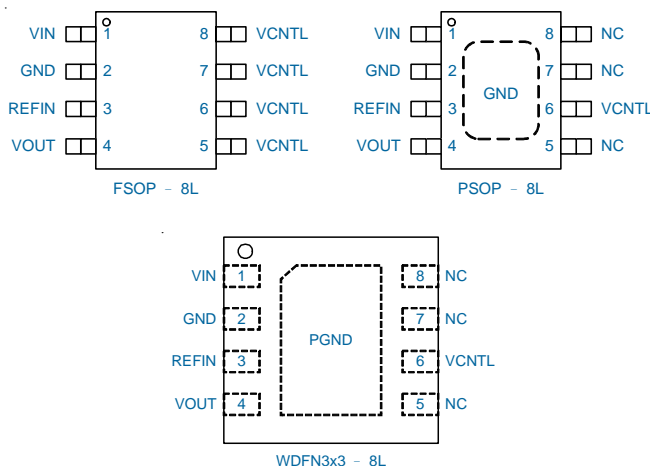 VIN 1 8 VCNTL
GND 2 7 VCNTL
REFIN 3 6 VCNTL
VOUT 4 5 VCNTL
FSOP - 8L
VIN 1 8 NC
GND 2 7 NC
GND
REFIN 3 6 VCNTL
VOUT 4 5 NC
PSOP - 8L
VIN 1 8 NC
GND 2 7 NC
PGND
REFIN 3 6 VCNTL
VOUT 4 5 NC
WDFN3x3 - 8L